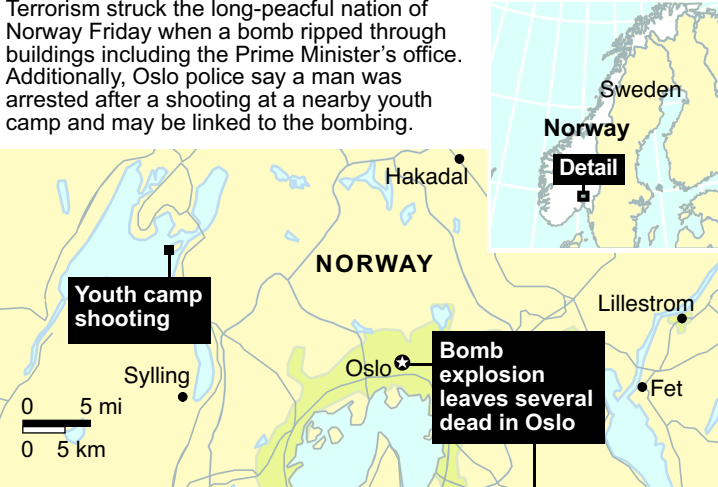 Terrorism struck the long-peacful nation of
Norway Friday when a bomb ripped through
buildings including the Prime Minister's office.
Additionally, Oslo police say a man was
arrested after a shooting at a nearby youth
camp and may be linked to the bombing.
Sweden
Norway
Detail
Hakadal
NORWAY
Youth camp
shooting
Lillestrom
Bomb
explosion
leaves several
dead in Oslo
Oslo
Sylling
Fet
0 5 mi
0 5 km